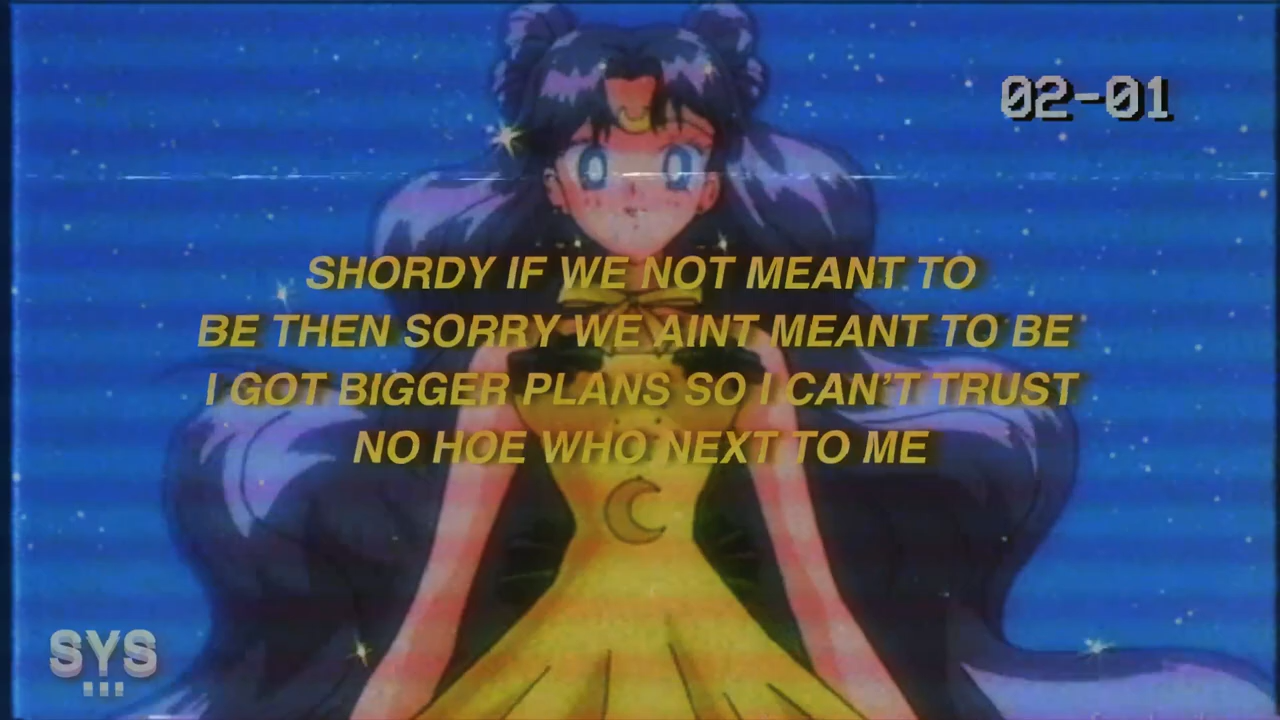 02-01
SHORDY IF WE NOT MEANT TO
BE THEN SORRY WE AINT MEANT TO BE
I GOT BIGGER PLANS SO I CAN’T TRUST
NO HOE WHO NEXT TO ME
SYS